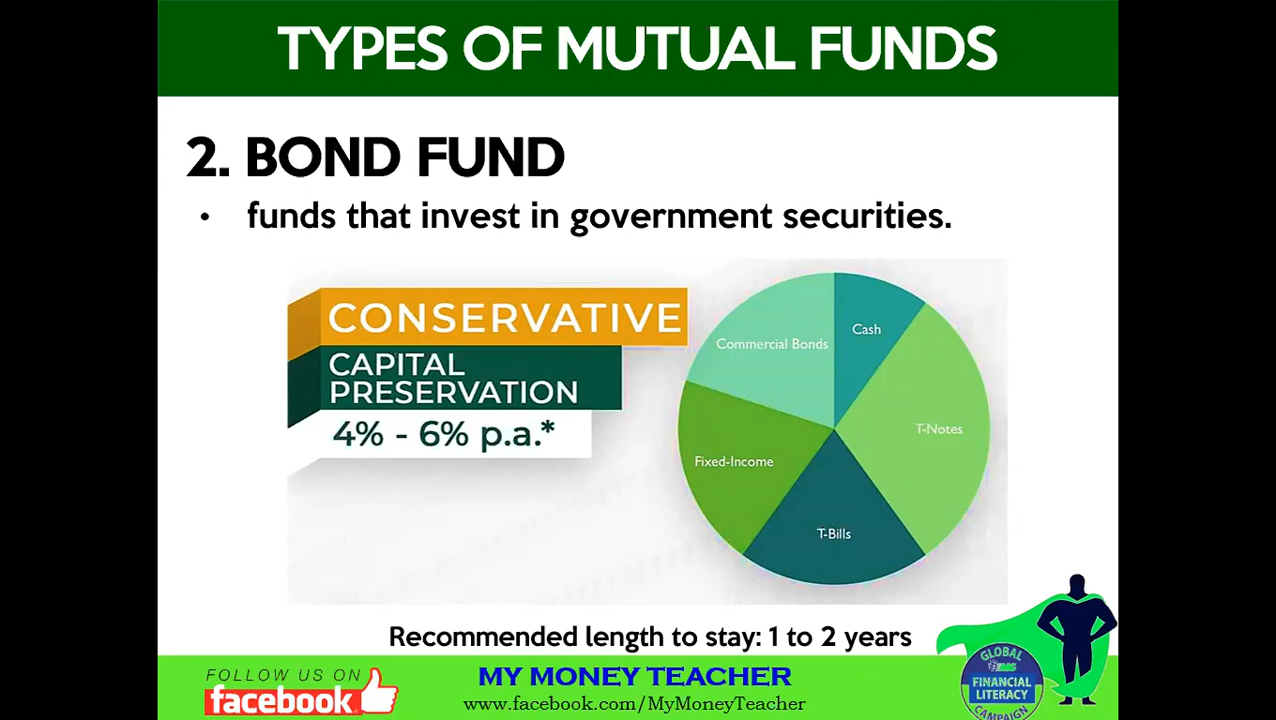 TYPES OF MUTUAL FUNDS
2. BOND FUND
• funds that invest in government securities.
CONSERVATIVE
CAPITAL
PRESERVATION
4% - 6% p.a.*
Cash
Commercial Bonds
T-Notes
Fixed-Income
T-Bills
Recommended length to stay: 1 to 2 years
FOLLOW US ON
facebook
MY MONEY TEACHER
www.facebook.com/MyMoneyTeacher
GLOBAL
FINANCIAL
LITERACY
CAMPAIGN